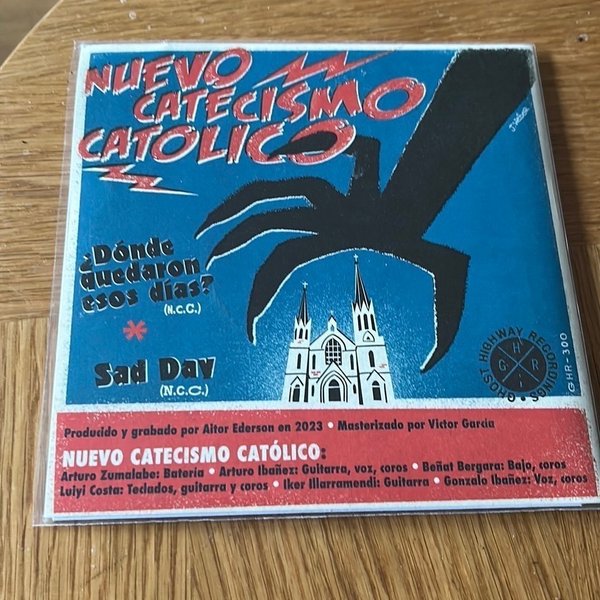 NUEVO
CATECISMO
CATOLICO
¿Dónde
quedaron
esos días?
(N.C.C.)
*
Sad Day
(N.C.C.)
GHOST HIGHWAY RECORDINGS
G H R
GHR-300
Producido y grabado por Aitor Ederson en 2023 • Masterizado por Victor García
NUEVO CATECISMO CATÓLICO:
Arturo Zumalabe: Batería • Arturo Ibañez: Guitarra, voz, coros • Beñat Bergara: Bajo, coros
Luiyi Costa: Teclados, guitarra y coros • Iker Illarramendi: Guitarra • Gonzalo Ibañez: Voz, coros